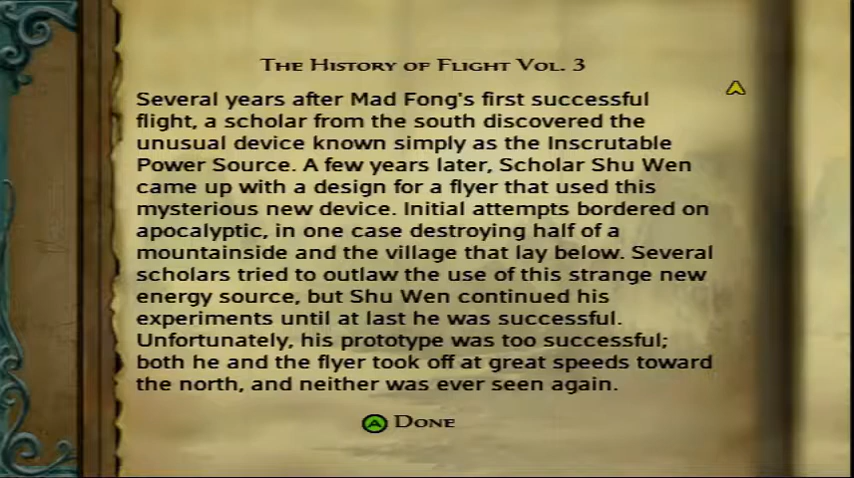 The History of Flight Vol. 3
Several years after Mad Fong's first successful
flight, a scholar from the south discovered the
unusual device known simply as the Inscrutable
Power Source. A few years later, Scholar Shu Wen
came up with a design for a flyer that used this
mysterious new device. Initial attempts bordered on
apocalyptic, in one case destroying half of a
mountainside and the village that lay below. Several
scholars tried to outlaw the use of this strange new
energy source, but Shu Wen continued his
experiments until at last he was successful.
Unfortunately, his prototype was too successful;
both he and the flyer took off at great speeds toward
the north, and neither was ever seen again.
A Done